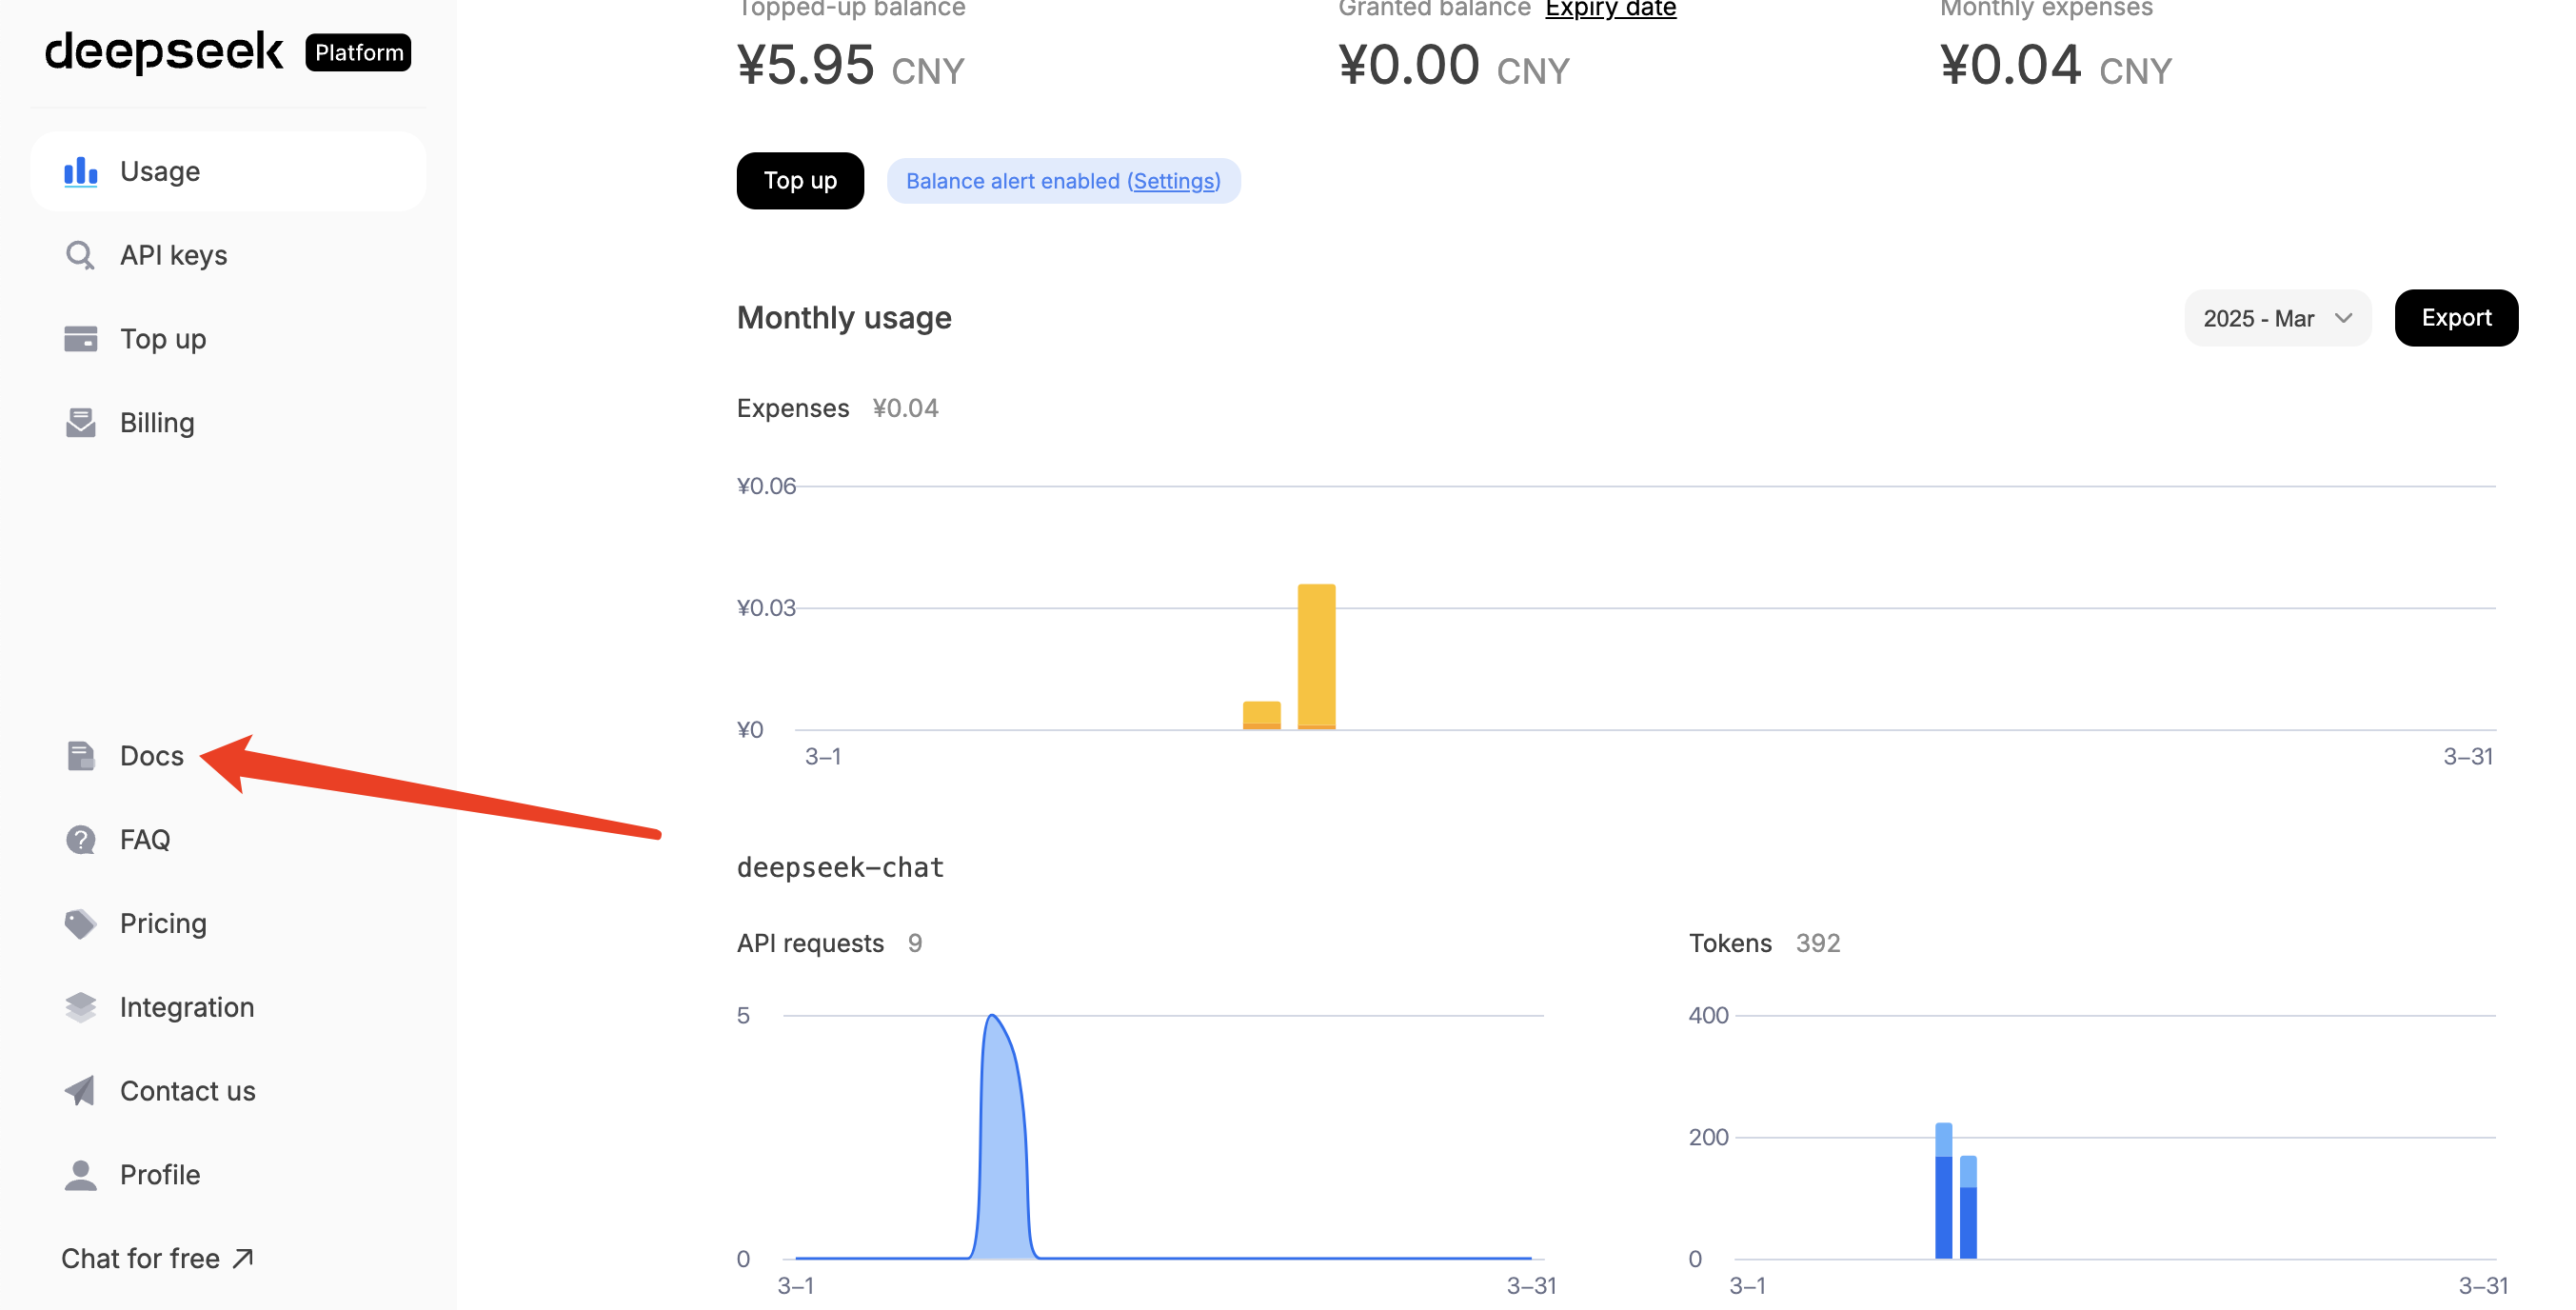 deepseek Platform
Usage
API keys
Top up
Billing
Docs
FAQ
Pricing
Integration
Contact us
Profile
Chat for free
Topped-up balance
¥5.95 CNY
Granted balance Expiry date
¥0.00 CNY
Monthly expenses
¥0.04 CNY
Top up
Balance alert enabled (Settings)
Monthly usage
2025 - Mar
Export
Expenses ¥0.04
¥0.06
¥0.03
¥0
3-1
3-31
deepseek-chat
API requests 9
5
0
3-1
3-31
Tokens 392
400
200
0
3-1
3-31